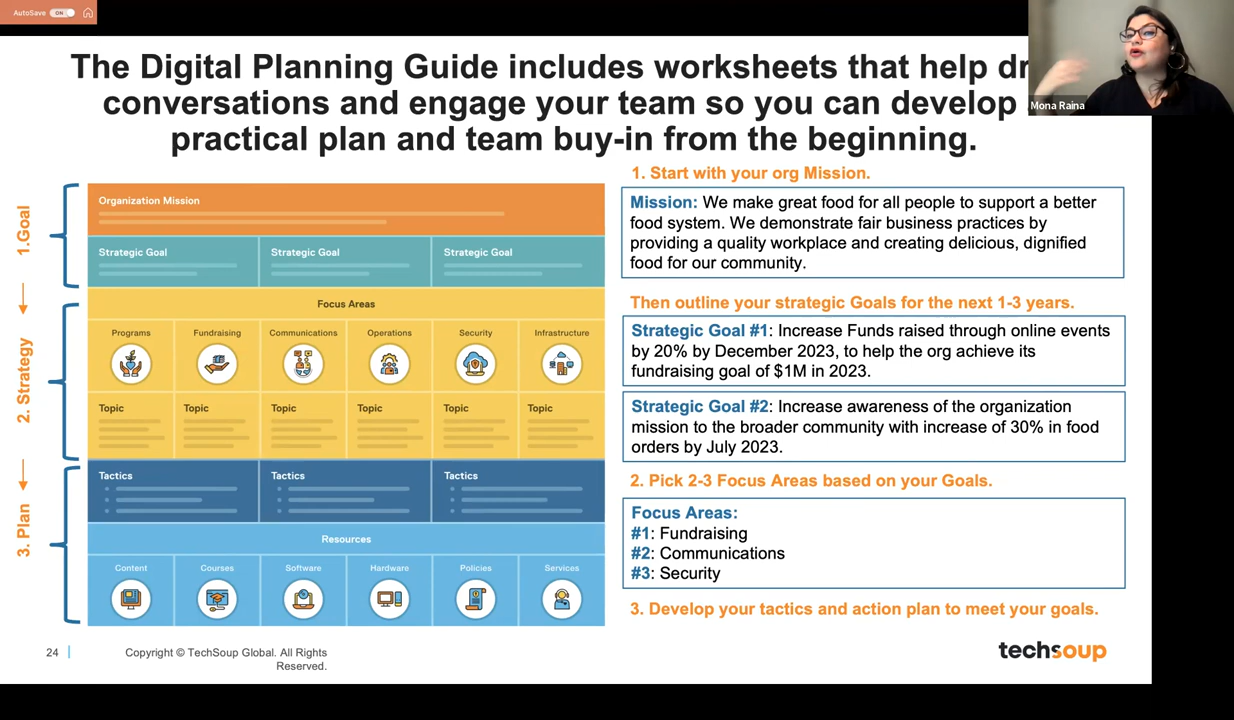 AutoSave ON
The Digital Planning Guide includes worksheets that help
conversations and engage your team so you can develop
practical plan and team buy-in from the beginning.
Mona Raina
1.Goal
2. Strategy
3. Plan
Organization Mission
Strategic Goal Strategic Goal Strategic Goal
Focus Areas
Programs Fundraising Communications Operations Security Infrastructure
Topic Topic Topic Topic Topic Topic
Tactics Tactics Tactics
Resources
Content Courses Software Hardware Policies Services
1. Start with your org Mission.
Mission: We make great food for all people to support a better
food system. We demonstrate fair business practices by
providing a quality workplace and creating delicious, dignified
food for our community.
Then outline your strategic Goals for the next 1-3 years.
Strategic Goal #1: Increase Funds raised through online events
by 20% by December 2023, to help the org achieve its
fundraising goal of $1M in 2023.
Strategic Goal #2: Increase awareness of the organization
mission to the broader community with increase of 30% in food
orders by July 2023.
2. Pick 2-3 Focus Areas based on your Goals.
Focus Areas:
#1: Fundraising
#2: Communications
#3: Security
3. Develop your tactics and action plan to meet your goals.
24
Copyright © TechSoup Global. All Rights
Reserved.
techsoup